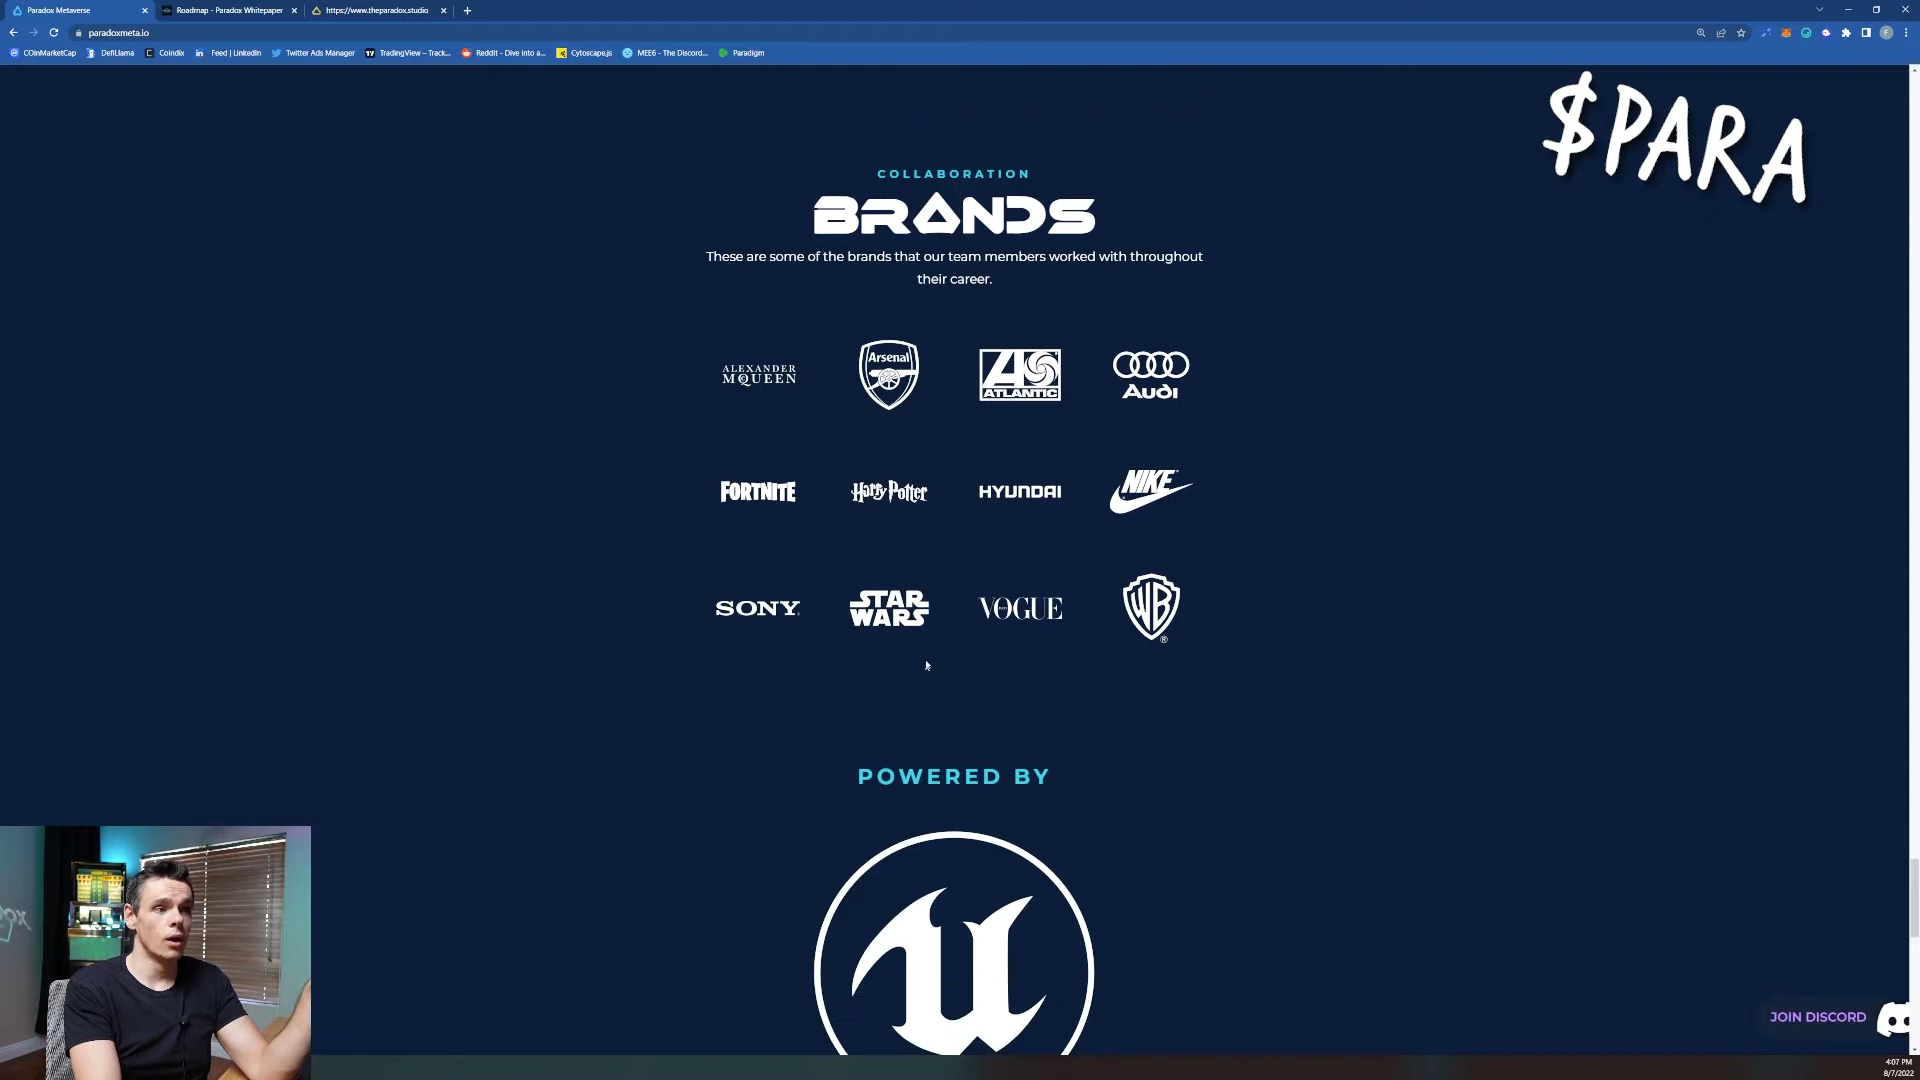 Paradox Metaverse
Roadmap - Paradox Whitepaper
https://www.theparadox.studio
paradoxmeta.io
COinMarketCap
DefiLlama
Coindix
Feed | LinkedIn
Twitter Ads Manager
TradingView – Track...
Reddit - Dive into a...
Cytoscape.js
MEE6 - The Discord...
Paradigm
$PARA
COLLABORATION
BRANDS
These are some of the brands that our team members worked with throughout
their career.
ALEXANDER
MCQUEEN
Arsenal
ATLANTIC
Audi
FORTNITE
Harry Potter
HYUNDAI
NIKE
SONY
STAR
WARS
VOGUE
WB
POWERED BY
JOIN DISCORD
4:07 PM
8/7/2022